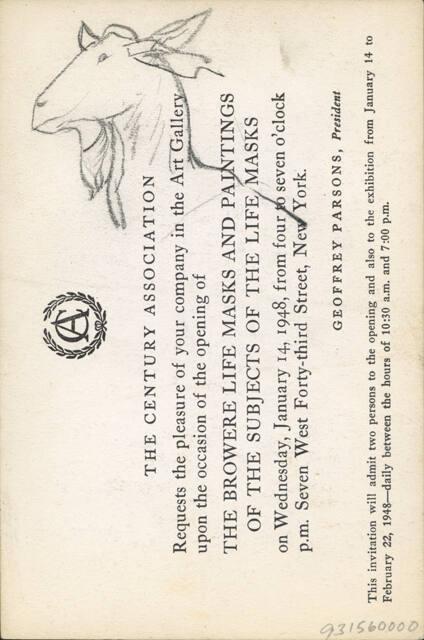 CA
THE CENTURY ASSOCIATION
Requests the pleasure of your company in the Art Gallery
upon the occasion of the opening of
THE BROWERE LIFE MASKS AND PAINTINGS
OF THE SUBJECTS OF THE LIFE MASKS
on Wednesday, January 14, 1948, from four to seven o'clock
p.m. Seven West Forty-third Street, New York.
GEOFFREY PARSONS, President
This invitation will admit two persons to the opening and also to the exhibition from January 14 to
February 22, 1948—daily between the hours of 10:30 a.m. and 7:00 p.m.
931560000